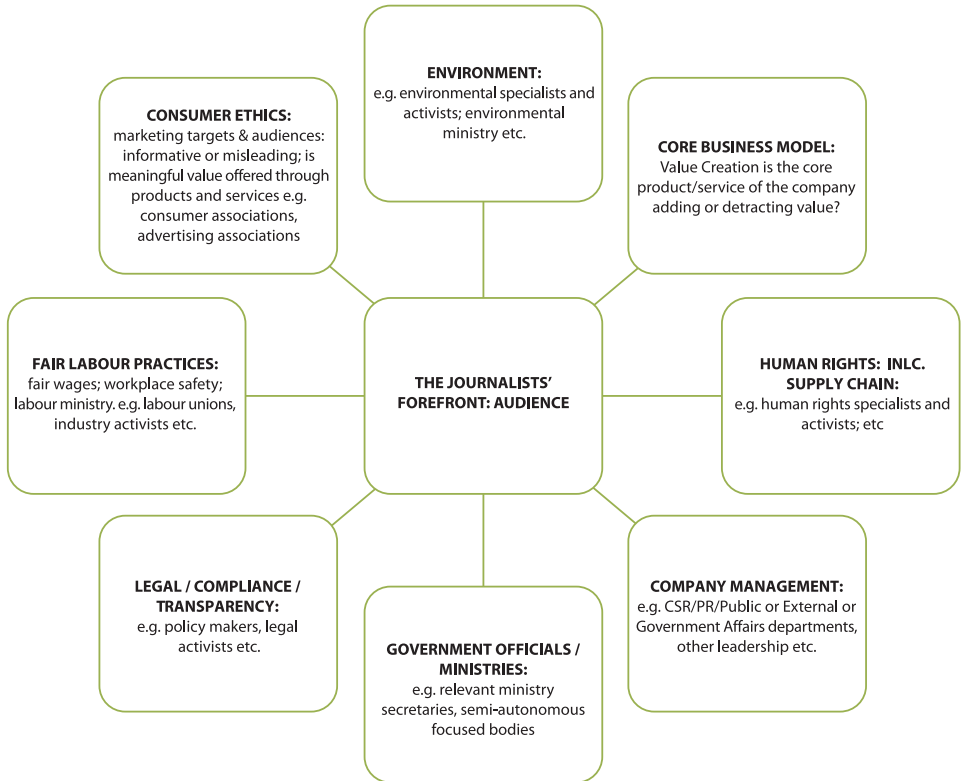 ENVIRONMENT:
e.g. environmental specialists and
activists; environmental
ministry etc.
CONSUMER ETHICS:
marketing targets & audiences:
informative or misleading; is
meaningful value offered through
products and services e.g.
consumer associations,
advertising associations
CORE BUSINESS MODEL:
Value Creation is the core
product/service of the company
adding or detracting value?
FAIR LABOUR PRACTICES:
fair wages; workplace safety;
labour ministry. e.g. labour unions,
industry activists etc.
THE JOURNALISTS’
FOREFRONT: AUDIENCE
HUMAN RIGHTS: INLC.
SUPPLY CHAIN:
e.g. human rights specialists and
activists; etc
LEGAL / COMPLIANCE /
TRANSPARENCY:
e.g. policy makers, legal
activists etc.
GOVERNMENT OFFICIALS /
MINISTRIES:
e.g. relevant ministry
secretaries, semi-autonomous
focused bodies
COMPANY MANAGEMENT:
e.g. CSR/PR/Public or External or
Government Affairs departments,
other leadership etc.